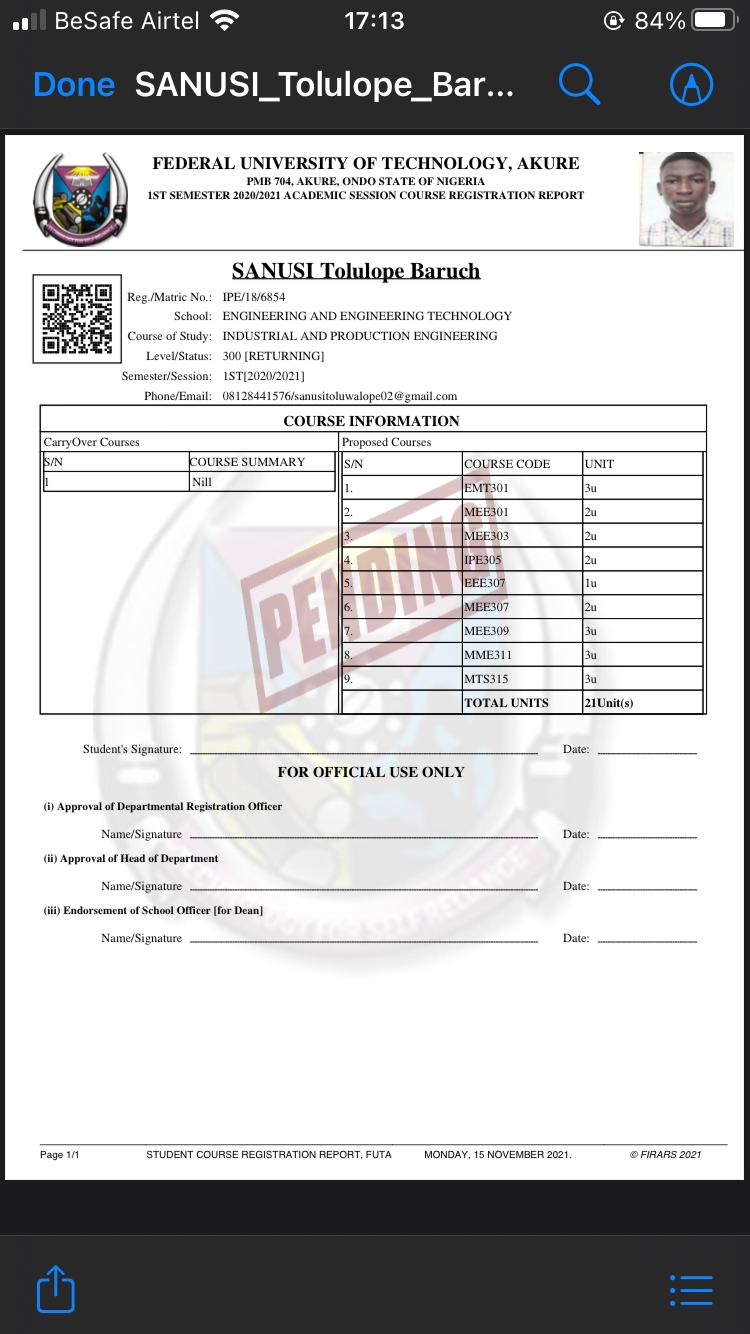 BeSafe Airtel 17:13 84%
Done SANUSI_Tolulope_Bar...
FEDERAL UNIVERSITY OF TECHNOLOGY, AKURE
PMB 704, AKURE, ONDO STATE OF NIGERIA
1ST SEMESTER 2020/2021 ACADEMIC SESSION COURSE REGISTRATION REPORT
SANUSI Tolulope Baruch
Reg./Matric No.: IPE/18/6854
School: ENGINEERING AND ENGINEERING TECHNOLOGY
Course of Study: INDUSTRIAL AND PRODUCTION ENGINEERING
Level/Status: 300 [RETURNING]
Semester/Session: 1ST[2020/2021]
Phone/Email: 08128441576/sanusitoluwalope02@gmail.com
COURSE INFORMATION
CarryOver Courses
S/N COURSE SUMMARY
1 Nill
Proposed Courses
S/N COURSE CODE UNIT
1. EMT301 3u
2. MEE301 2u
3. MEE303 2u
4. IPE305 2u
5. EEE307 1u
6. MEE307 2u
7. MEE309 3u
8. MME311 3u
9. MTS315 3u
TOTAL UNITS 21Unit(s)
PENDING
Student's Signature: Date:
FOR OFFICIAL USE ONLY
(i) Approval of Departmental Registration Officer
Name/Signature Date:
(ii) Approval of Head of Department
Name/Signature Date:
(iii) Endorsement of School Officer [for Dean]
Name/Signature Date:
Page 1/1 STUDENT COURSE REGISTRATION REPORT, FUTA MONDAY, 15 NOVEMBER 2021. © FIRARS 2021